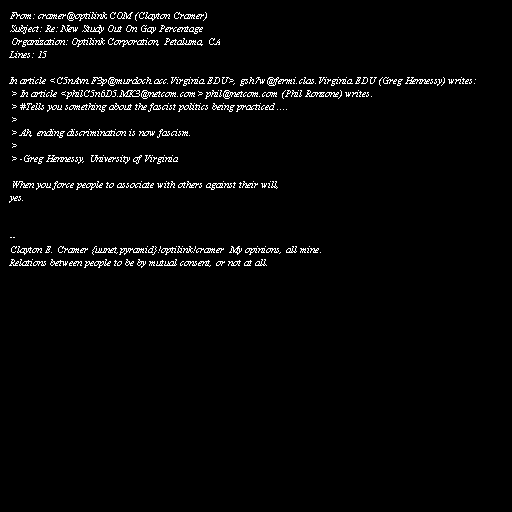 From: cramer@optilink.COM (Clayton Cramer)
Subject: Re: New Study Out On Gay Percentage
Organization: Optilink Corporation, Petaluma, CA
Lines: 15

In article <C5nAvn.F3p@murdoch.acc.Virginia.EDU>, gsh7w@fermi.clas.Virginia.EDU (Greg Hennessy) writes:
> In article <philC5n6D5.MK3@netcom.com> phil@netcom.com (Phil Ronzone) writes:
> #Tells you something about the fascist politics being practiced ....
>
> Ah, ending discrimination is now fascism.
>
> -Greg Hennessy, University of Virginia

When you force people to associate with others against their will,
yes.

--
Clayton E. Cramer {uunet,pyramid}!optilink!cramer My opinions, all mine.
Relations between people to be by mutual consent, or not at all.